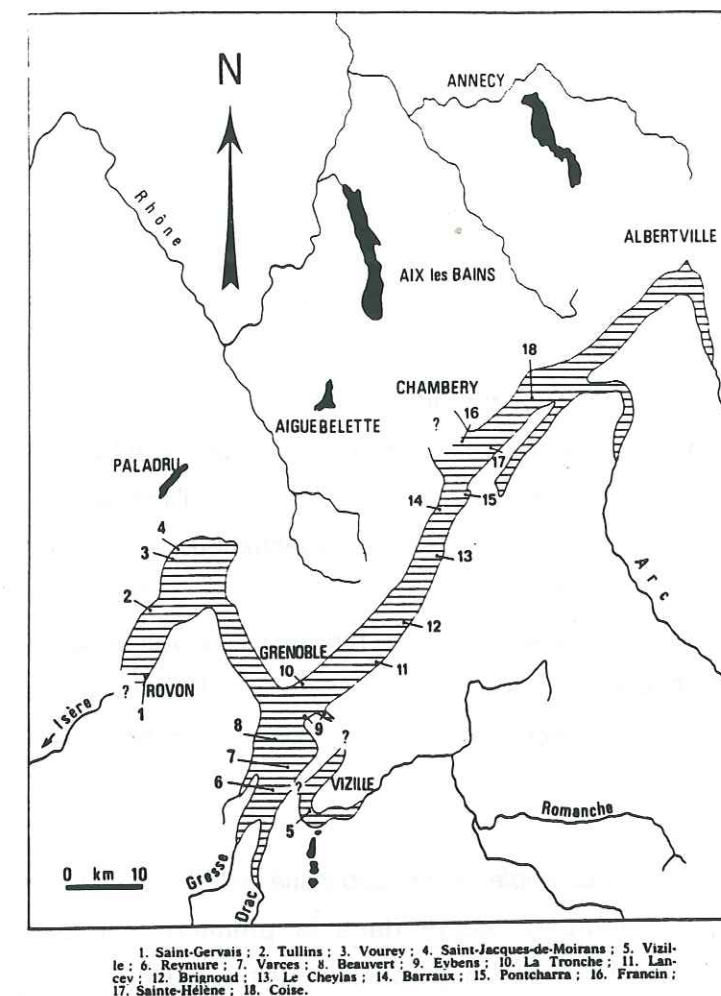 N
ANNECY
Rhône
ALBERTVILLE
AIX les BAINS
18
CHAMBERY
16
?
AIGUEBELETTE
17
PALADRU
15
14
4
3
13
Arc
2
12
GRENOBLE
10
11
?
ROVON
1
Isère
9
8
?
7
VIZILLE
6
?
5
Romanche
0 km 10
Gresse
Drac
1. Saint-Gervais ; 2. Tullins ; 3. Vourey ; 4. Saint-Jacques-de-Moirans ; 5. Vizil-
le ; 6. Reymure ; 7. Varces ; 8. Beauvert ; 9. Eybens ; 10. La Tronche ; 11. Lan-
cey ; 12. Brignoud ; 13. Le Cheylas ; 14. Barraux ; 15. Pontcharra ; 16. Francin ;
17. Sainte-Hélène ; 18. Coise.